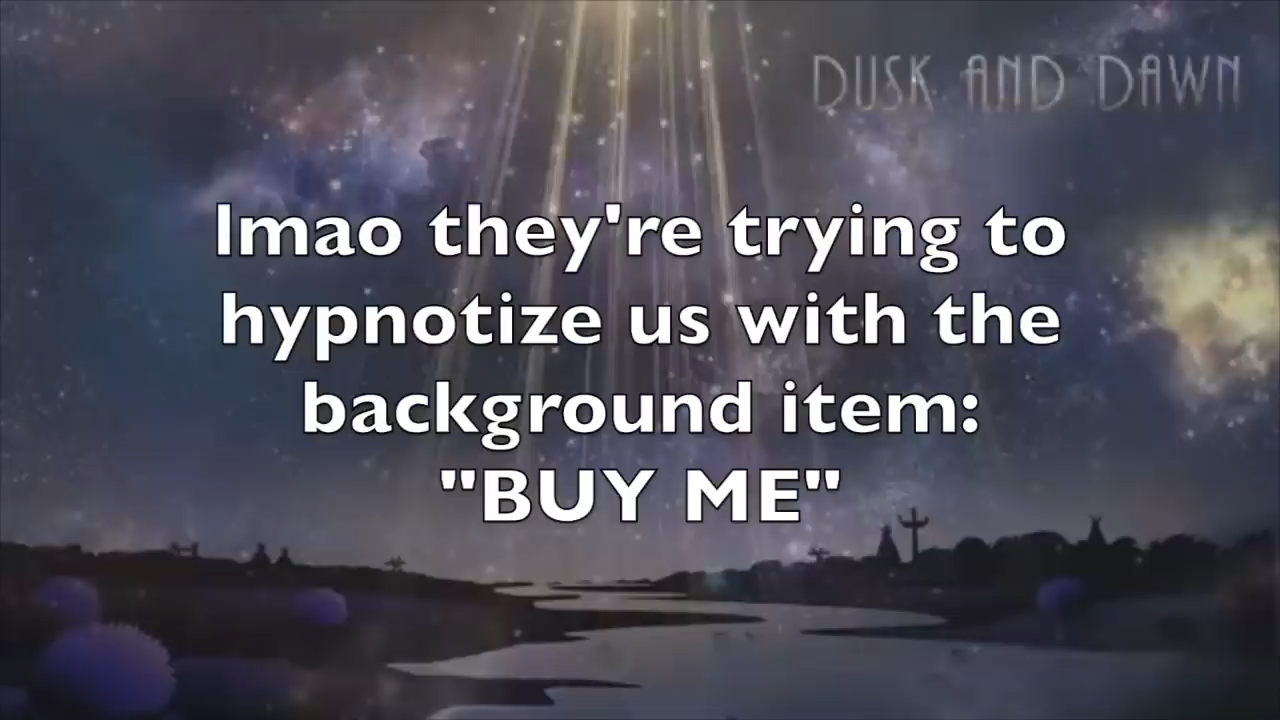 DUSK AND DAWN
lmao they're trying to
hypnotize us with the
background item:
"BUY ME"